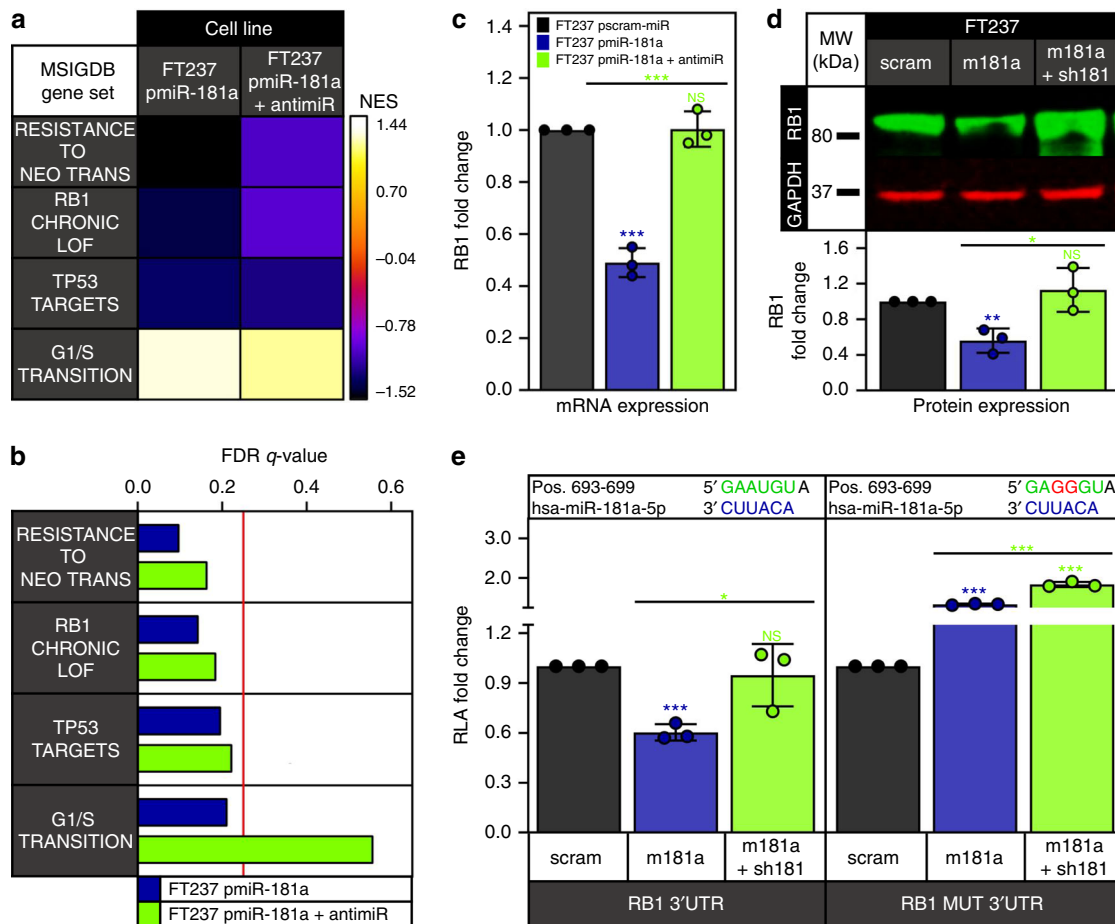 a
Cell line
MSIGDB
gene set
FT237
pmiR-181a
FT237
pmiR-181a
+ antimiR
NES
RESISTANCE
TO
NEO TRANS
RB1
CHRONIC
LOF
TP53
TARGETS
G1/S
TRANSITION
1.44
0.70
–0.04
–0.78
–1.52
b
FDR q-value
0.0 0.2 0.4 0.6
RESISTANCE
TO
NEO TRANS
RB1
CHRONIC
LOF
TP53
TARGETS
G1/S
TRANSITION
FT237 pmiR-181a
FT237 pmiR-181a + antimiR
c
FT237 pscram-miR
FT237 pmiR-181a
FT237 pmiR-181a + antimiR
RB1 fold change
1.4
1.2
1.0
0.8
0.6
0.4
0.2
0.0
***
***
NS
mRNA expression
d
MW
(kDa)
FT237
scram
m181a
m181a
+ sh181
RB1
80
GAPDH
37
RB1
fold change
1.6
1.2
0.8
0.4
0.0
**
*
NS
Protein expression
e
Pos. 693-699 5′ GAAUGU A
hsa-miR-181a-5p 3′ CUUACA
Pos. 693-699 5′ GAGGGUA
hsa-miR-181a-5p 3′ CUUACA
RLA fold change
3.0
2.0
1.2
0.9
0.6
0.3
0.0
***
*
NS
***
***
***
scram
m181a
m181a
+ sh181
scram
m181a
m181a
+ sh181
RB1 3′UTR
RB1 MUT 3′UTR